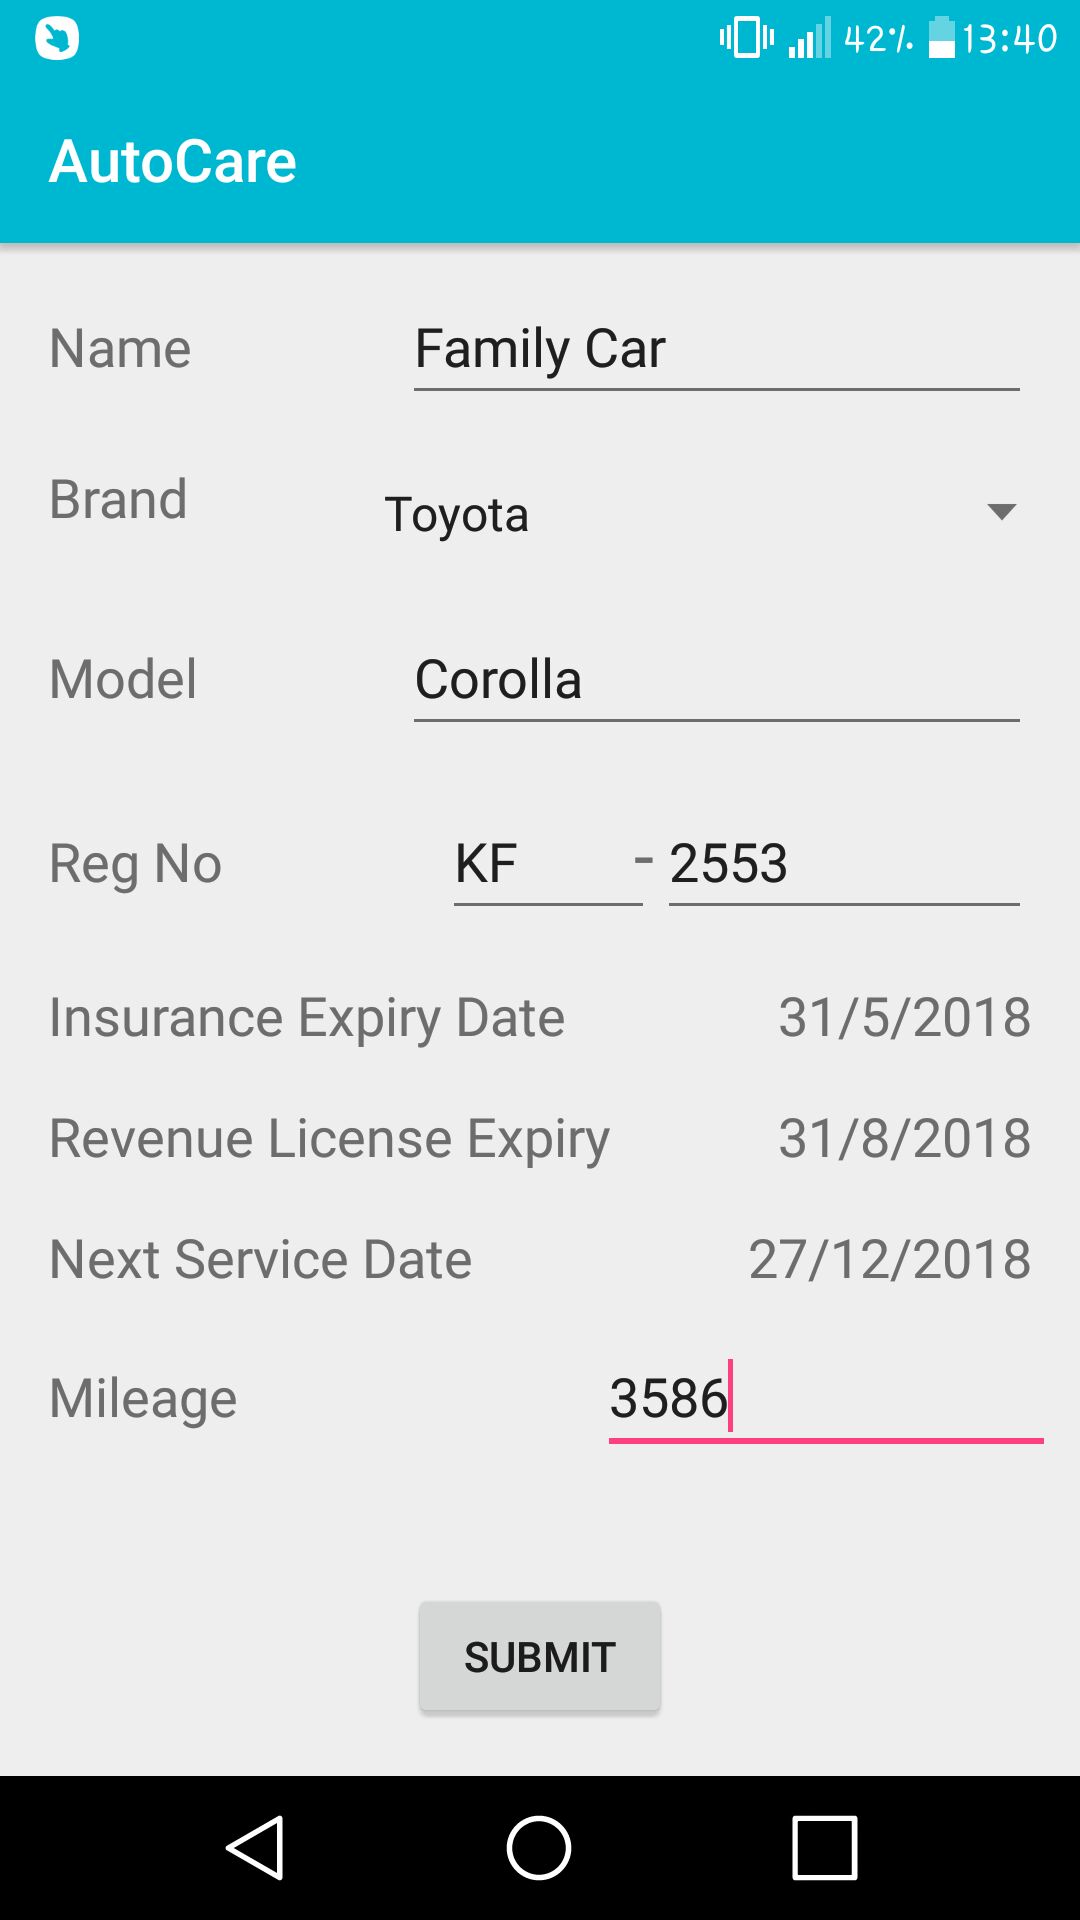 42% 13:40
AutoCare
Name Family Car
Brand Toyota
Model Corolla
Reg No KF - 2553
Insurance Expiry Date 31/5/2018
Revenue License Expiry 31/8/2018
Next Service Date 27/12/2018
Mileage 3586
SUBMIT